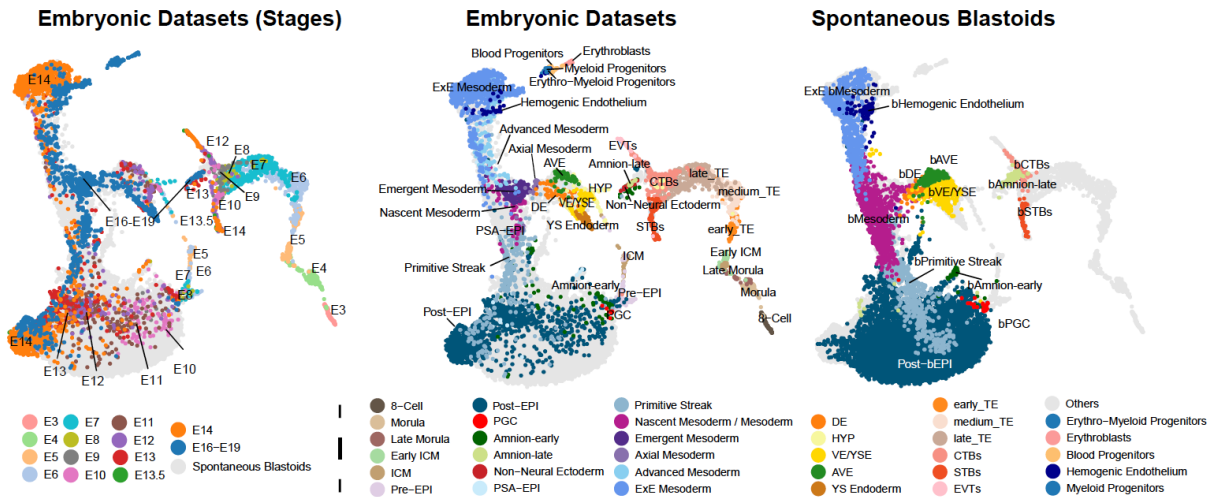 Embryonic Datasets (Stages)
E14
E12
E8
E7
E6
E9
E10
E13
E16-E19
E13.5
E14
E5
E5
E6
E4
E7
E8
E3
E14
E13
E12
E11
E10
E3
E4
E5
E6
E7
E8
E9
E10
E11
E12
E13
E13.5
E14
E16-E19
Spontaneous Blastoids
Embryonic Datasets
Blood Progenitors
Erythroblasts
Myeloid Progenitors
Erythro-Myeloid Progenitors
ExE Mesoderm
Hemogenic Endothelium
Advanced Mesoderm
Axial Mesoderm
EVTs
AVE
Amnion-late
late_TE
CTBs
Emergent Mesoderm
HYP
medium_TE
DE
VE/YSE
Non-Neural Ectoderm
Nascent Mesoderm
YS Endoderm
STBs
early_TE
PSA-EPI
ICM
Early ICM
Primitive Streak
Late Morula
Amnion-early
Pre-EPI
Morula
Post-EPI
PGC
8-Cell
Spontaneous Blastoids
ExE bMesoderm
bHemogenic Endothelium
bAVE
bCTBs
bDE
bAmnion-late
bVE/YSE
bSTBs
bMesoderm
bPrimitive Streak
bAmnion-early
bPGC
Post-bEPI
8-Cell
Morula
Late Morula
Early ICM
ICM
Pre-EPI
Post-EPI
PGC
Amnion-early
Amnion-late
Non-Neural Ectoderm
PSA-EPI
Primitive Streak
Nascent Mesoderm / Mesoderm
Emergent Mesoderm
Axial Mesoderm
Advanced Mesoderm
ExE Mesoderm
DE
HYP
VE/YSE
AVE
YS Endoderm
early_TE
medium_TE
late_TE
CTBs
STBs
EVTs
Others
Erythro-Myeloid Progenitors
Erythroblasts
Blood Progenitors
Hemogenic Endothelium
Myeloid Progenitors